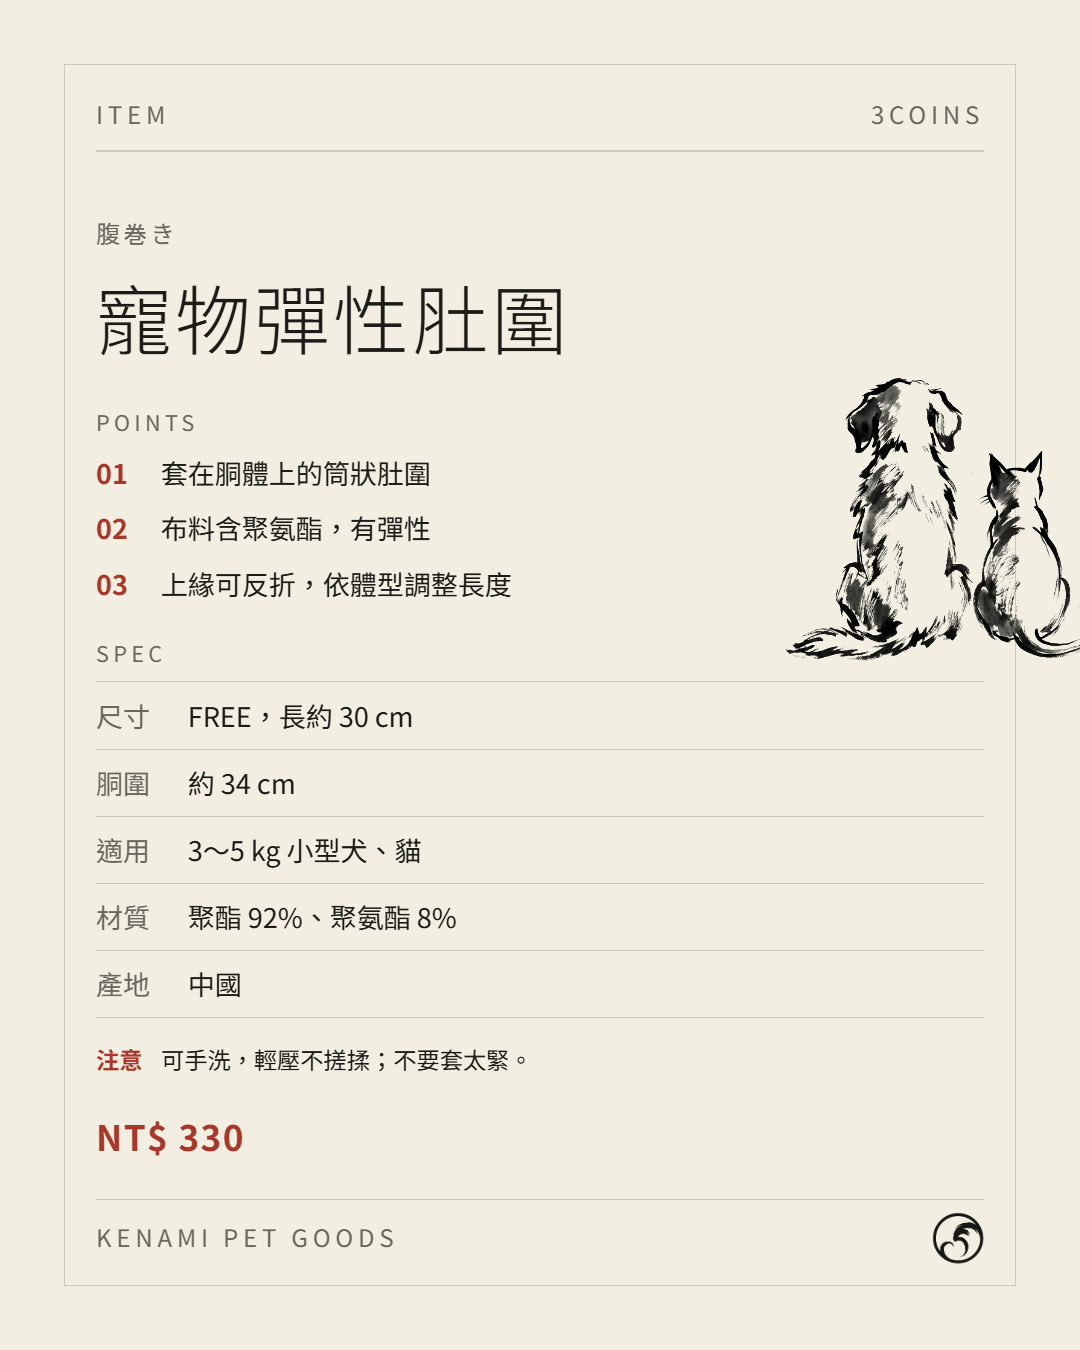 ITEM
3COINS
腹巻き
寵物彈性肚圍
POINTS
01 套在胴體上的筒狀肚圍
02 布料含聚氨酯，有彈性
03 上緣可反折，依體型調整長度
SPEC
尺寸 FREE，長約 30 cm
胴圍 約 34 cm
適用 3～5 kg 小型犬、貓
材質 聚酯 92%、聚氨酯 8%
產地 中國
注意 可手洗，輕壓不搓揉；不要套太緊。
NT$ 330
KENAMI PET GOODS